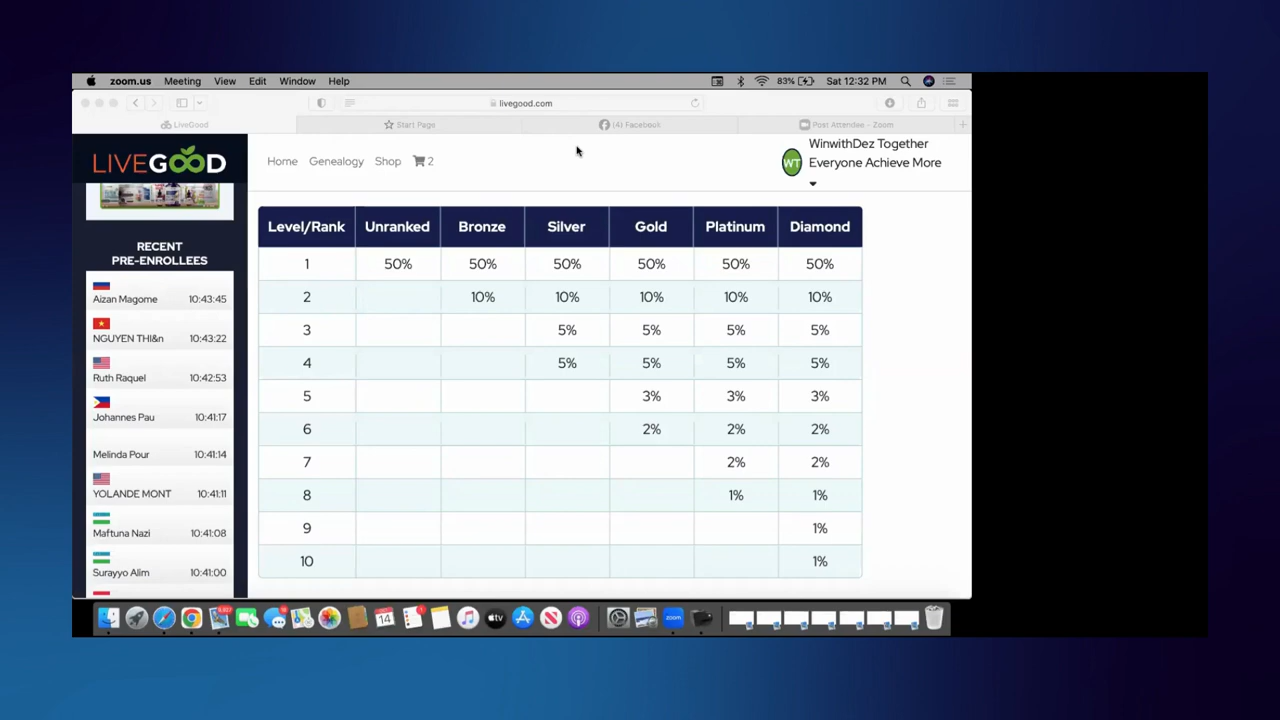 zoom.us Meeting View Edit Window Help 83% Sat 12:32 PM
livegood.com
LiveGood Start Page (4) Facebook Post Attendee - Zoom
LIVEGOOD
Home Genealogy Shop 2
WT
WinwithDez Together
Everyone Achieve More
RECENT
PRE-ENROLLEES
Aizan Magome 10:43:45
NGUYEN THI&n 10:43:22
Ruth Raquel 10:42:53
Johannes Pau 10:41:17
Melinda Pour 10:41:14
YOLANDE MONT 10:41:11
Maftuna Nazi 10:41:08
Surayyo Alim 10:41:00
Level/Rank Unranked Bronze Silver Gold Platinum Diamond
1 50% 50% 50% 50% 50% 50%
2 10% 10% 10% 10% 10%
3 5% 5% 5% 5%
4 5% 5% 5% 5%
5 3% 3% 3%
6 2% 2% 2%
7 2% 2%
8 1% 1%
9 1%
10 1%
14 tv zoom